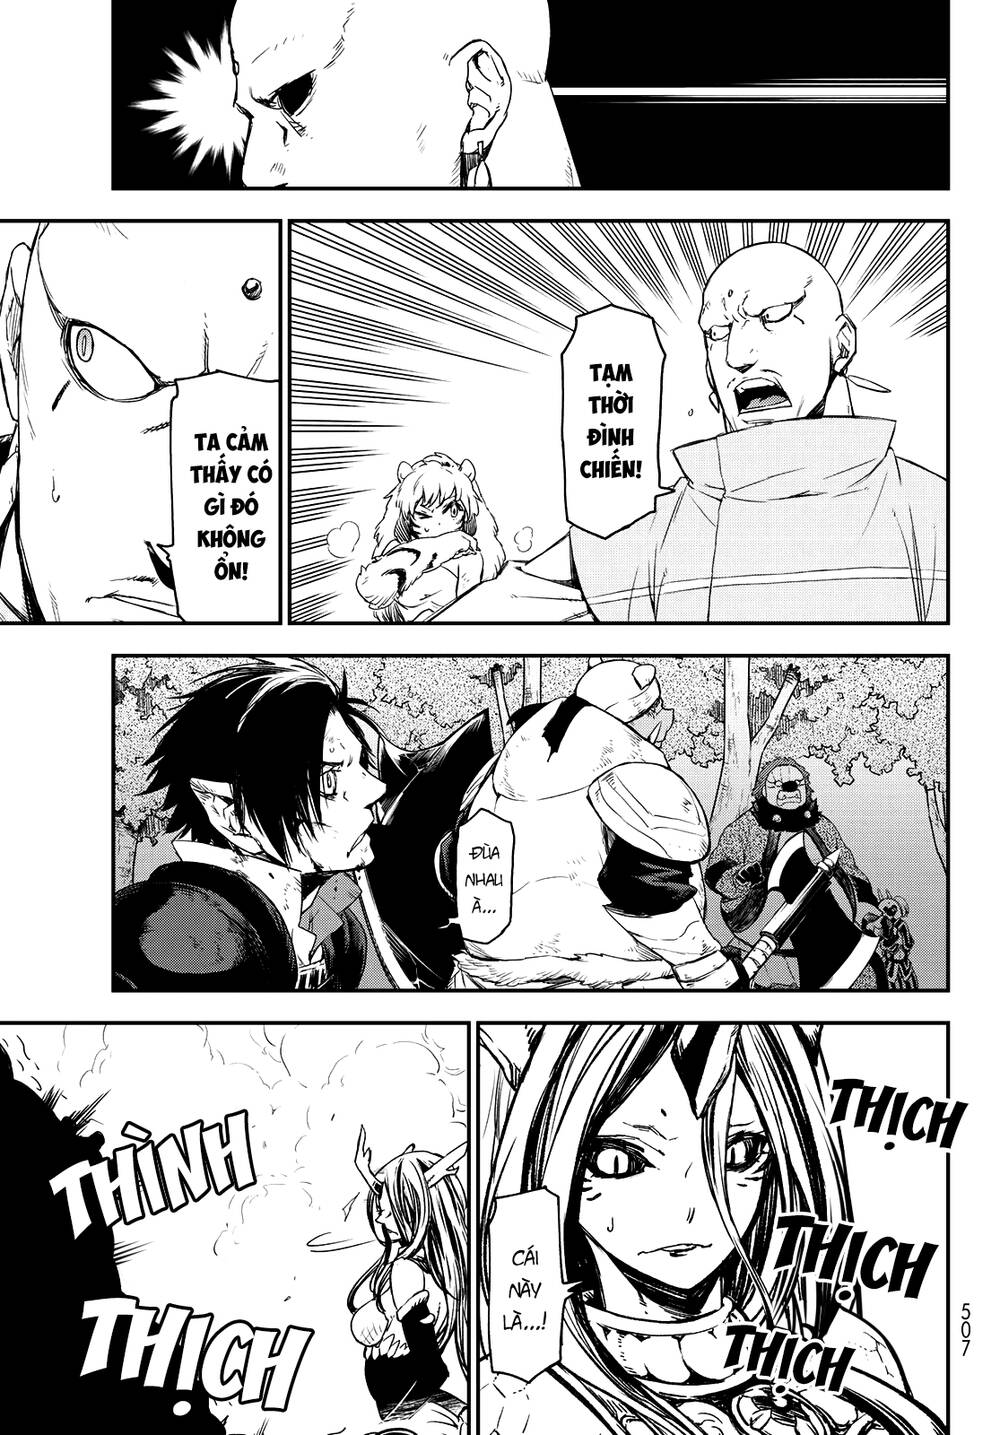 TẠM
THỜI
ĐÌNH
CHIẾN!
TA CẢM
THẤY CÓ
GÌ ĐÓ
KHÔNG
ỔN!
ĐÙA
NHAU
À...
THỊCH
THỊCH
THỊCH
CÁI
NÀY
LÀ...!
THÌNH
THỊCH
507